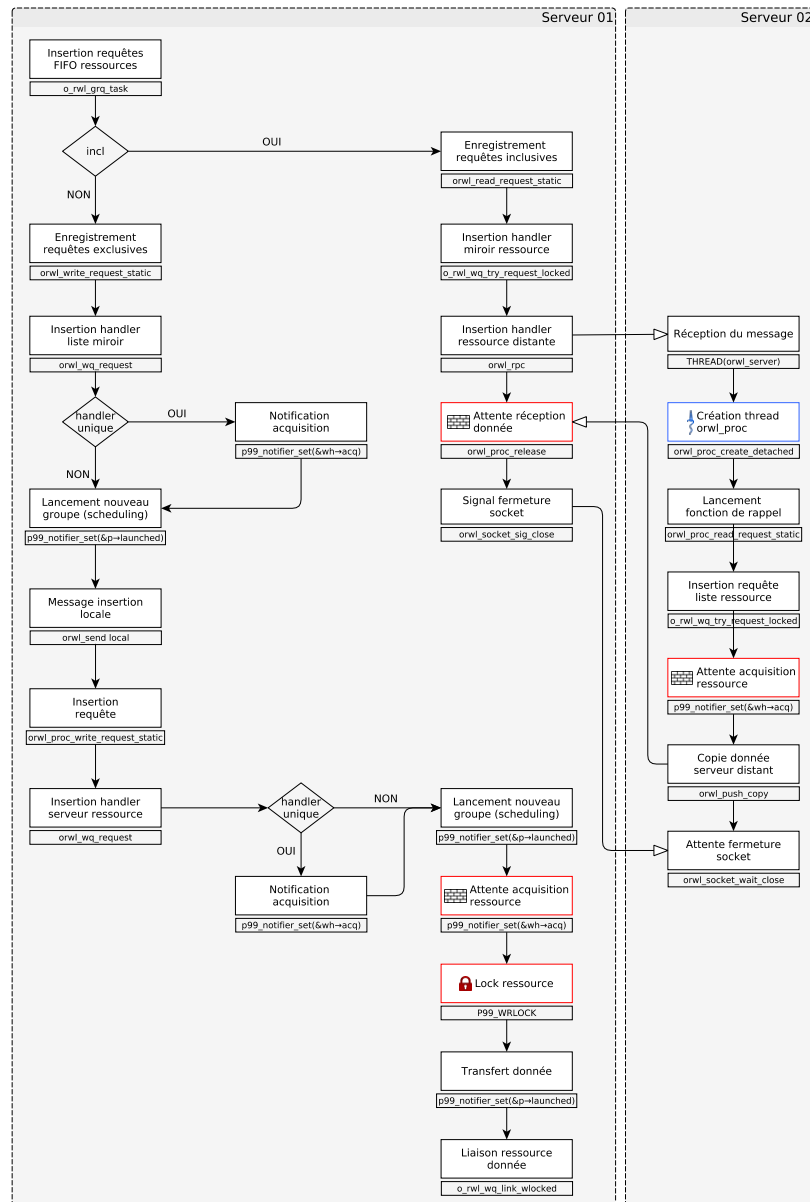 Serveur 01
Serveur 02
Insertion requêtes
FIFO ressources
o_rwl_grq_task
incl
OUI
NON
Enregistrement
requêtes inclusives
orwl_read_request_static
Enregistrement
requêtes exclusives
orwl_write_request_static
Insertion handler
miroir ressource
o_rwl_wq_try_request_locked
Insertion handler
liste miroir
orwl_wq_request
Insertion handler
ressource distante
orwl_rpc
Réception du message
THREAD(orwl_server)
handler
unique
OUI
NON
Notification
acquisition
p99_notifier_set(&wh→acq)
Attente réception
donnée
orwl_proc_release
Création thread
orwl_proc
orwl_proc_create_detached
Lancement nouveau
groupe (scheduling)
p99_notifier_set(&p→launched)
Signal fermeture
socket
orwl_socket_sig_close
Lancement
fonction de rappel
orwl_proc_read_request_static
Message insertion
locale
orwl_send local
Insertion requête
liste ressource
o_rwl_wq_try_request_locked
Insertion
requête
orwl_proc_write_request_static
Attente acquisition
ressource
p99_notifier_set(&wh→acq)
Copie donnée
serveur distant
orwl_push_copy
Insertion handler
serveur ressource
orwl_wq_request
handler
unique
NON
OUI
Lancement nouveau
groupe (scheduling)
p99_notifier_set(&p→launched)
Attente fermeture
socket
orwl_socket_wait_close
Notification
acquisition
p99_notifier_set(&wh→acq)
Attente acquisition
ressource
p99_notifier_set(&wh→acq)
Lock ressource
P99_WRLOCK
Transfert donnée
p99_notifier_set(&p→launched)
Liaison ressource
donnée
o_rwl_wq_link_wlocked